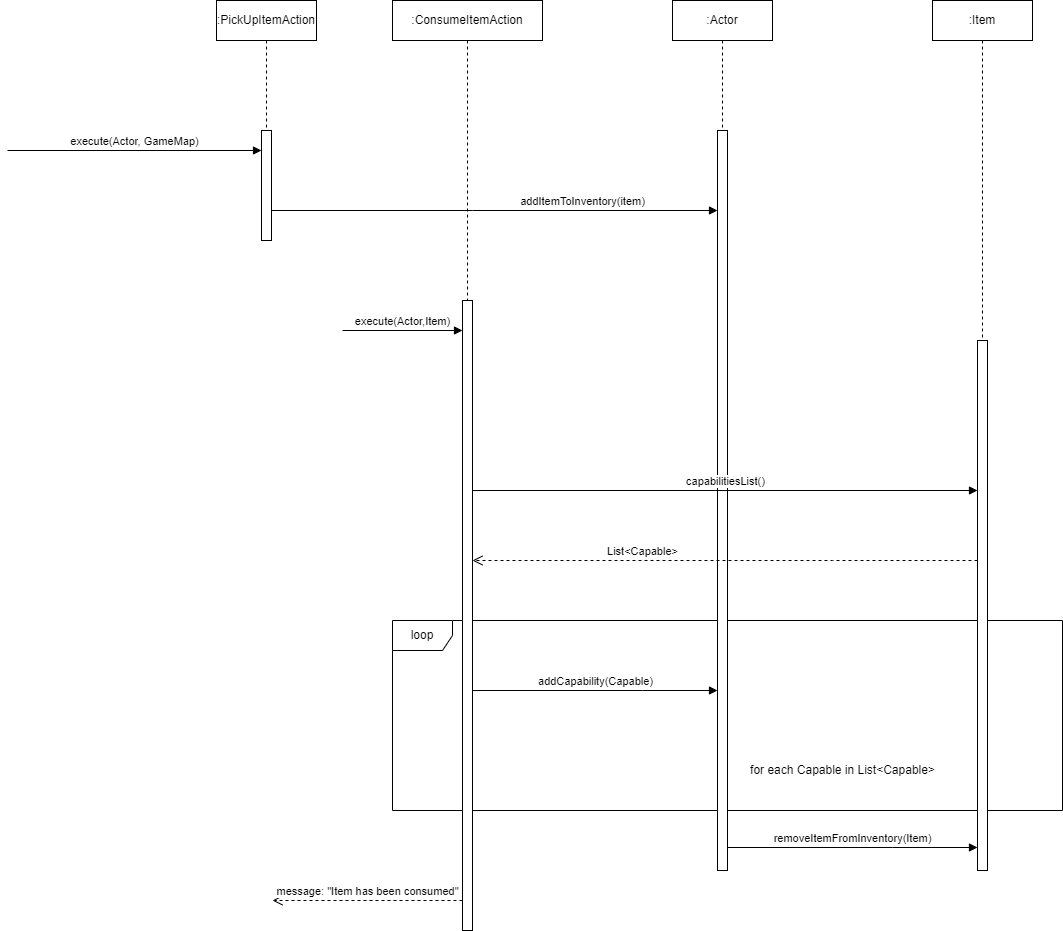 :PickUpItemAction
:ConsumeItemAction
:Actor
:Item
execute(Actor, GameMap)
addItemToInventory(item)
execute(Actor,Item)
capabilitiesList()
List<Capable>
loop
addCapability(Capable)
for each Capable in List<Capable>
removeItemFromInventory(Item)
message: "Item has been consumed"